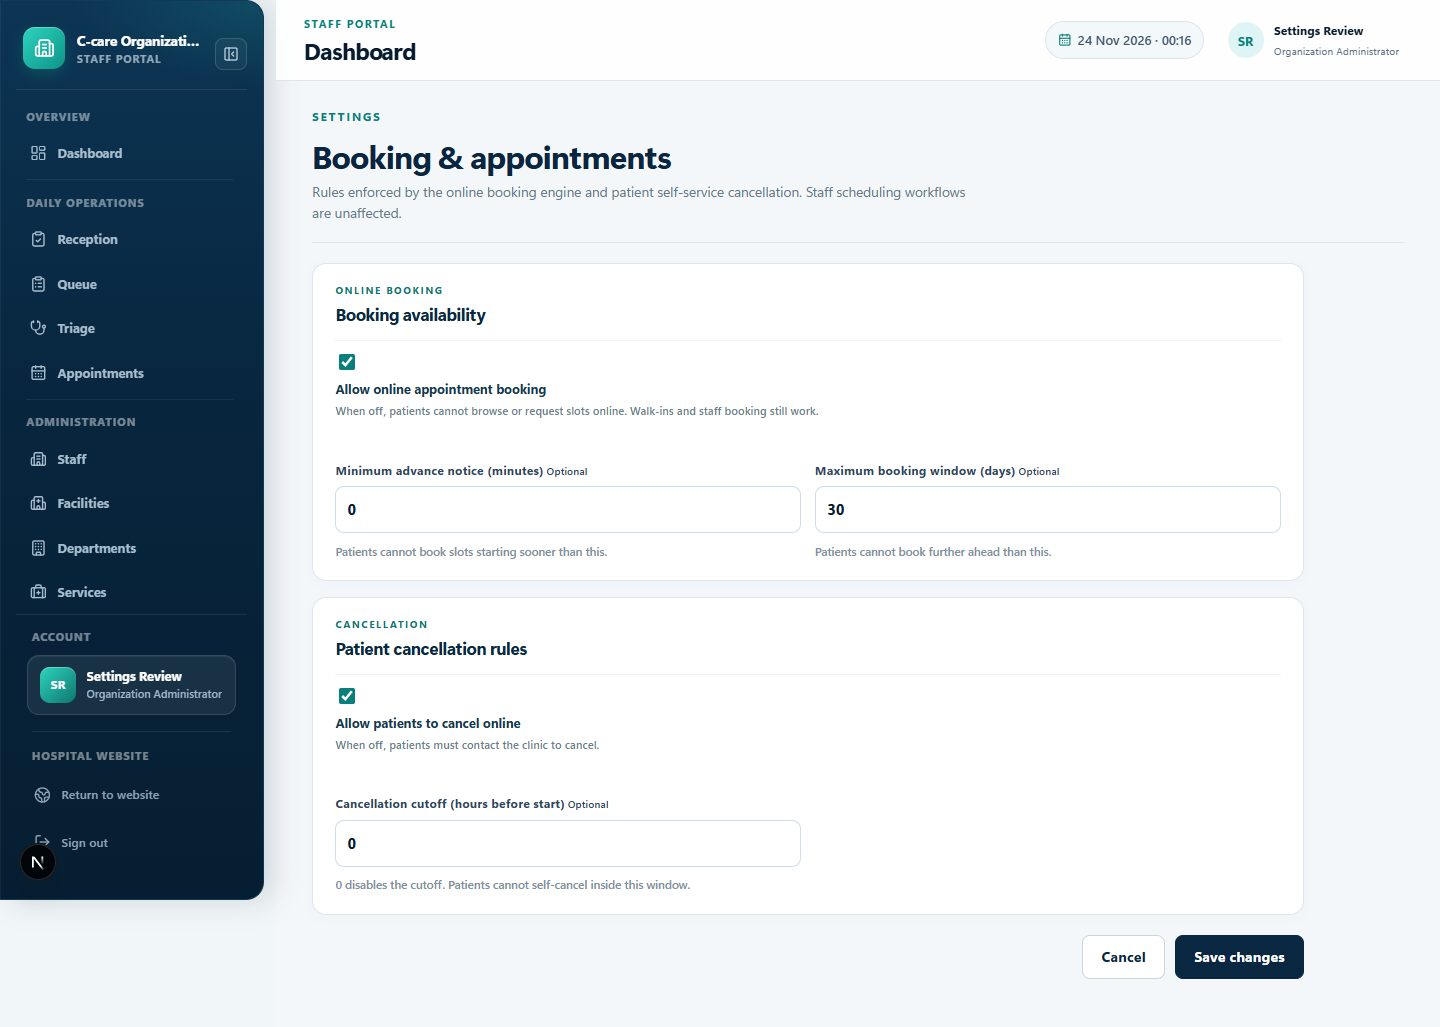 C-care Organizati...
STAFF PORTAL
OVERVIEW
Dashboard
DAILY OPERATIONS
Reception
Queue
Triage
Appointments
ADMINISTRATION
Staff
Facilities
Departments
Services
ACCOUNT
SR
Settings Review
Organization Administrator
HOSPITAL WEBSITE
Return to website
Sign out
N
STAFF PORTAL
Dashboard
24 Nov 2026 · 00:16
SR
Settings Review
Organization Administrator
SETTINGS
Booking & appointments
Rules enforced by the online booking engine and patient self-service cancellation. Staff scheduling workflows
are unaffected.
ONLINE BOOKING
Booking availability
Allow online appointment booking
When off, patients cannot browse or request slots online. Walk-ins and staff booking still work.
Minimum advance notice (minutes) Optional
0
Patients cannot book slots starting sooner than this.
Maximum booking window (days) Optional
30
Patients cannot book further ahead than this.
CANCELLATION
Patient cancellation rules
Allow patients to cancel online
When off, patients must contact the clinic to cancel.
Cancellation cutoff (hours before start) Optional
0
0 disables the cutoff. Patients cannot self-cancel inside this window.
Cancel
Save changes